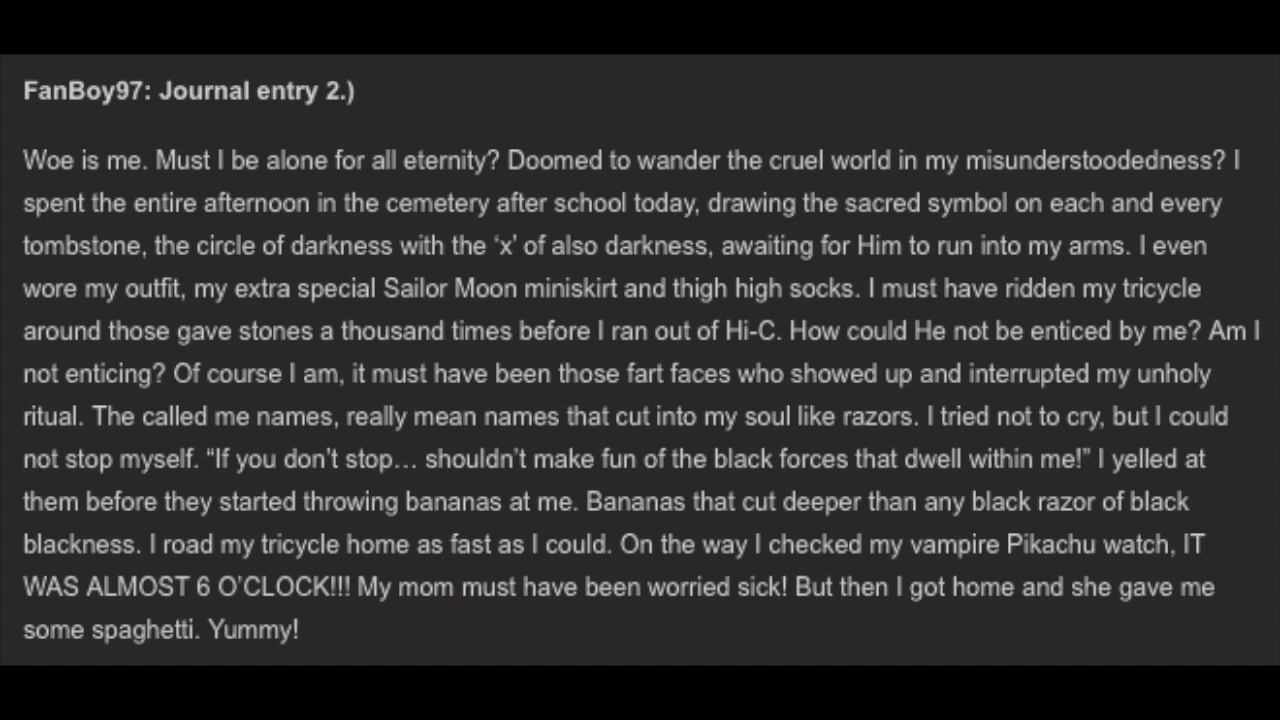 FanBoy97: Journal entry 2.)
Woe is me. Must I be alone for all eternity? Doomed to wander the cruel world in my misunderstoodedness? I
spent the entire afternoon in the cemetery after school today, drawing the sacred symbol on each and every
tombstone, the circle of darkness with the ‘x’ of also darkness, awaiting for Him to run into my arms. I even
wore my outfit, my extra special Sailor Moon miniskirt and thigh high socks. I must have ridden my tricycle
around those gave stones a thousand times before I ran out of Hi-C. How could He not be enticed by me? Am I
not enticing? Of course I am, it must have been those fart faces who showed up and interrupted my unholy
ritual. The called me names, really mean names that cut into my soul like razors. I tried not to cry, but I could
not stop myself. “If you don’t stop… shouldn’t make fun of the black forces that dwell within me!” I yelled at
them before they started throwing bananas at me. Bananas that cut deeper than any black razor of black
blackness. I road my tricycle home as fast as I could. On the way I checked my vampire Pikachu watch, IT
WAS ALMOST 6 O’CLOCK!!! My mom must have been worried sick! But then I got home and she gave me
some spaghetti. Yummy!